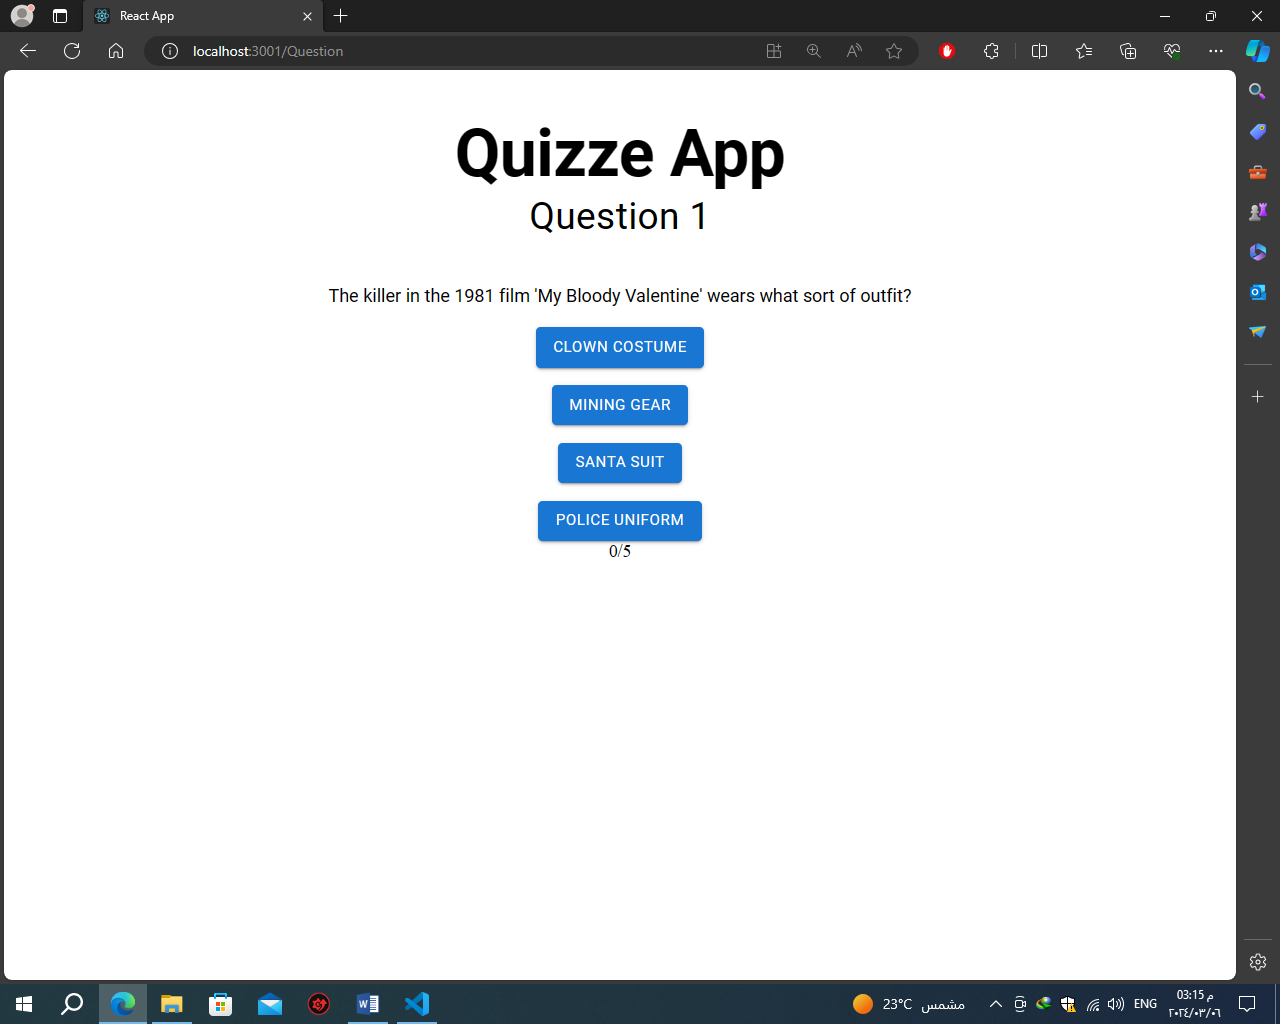 React App
localhost:3001/Question
Quizze App
Question 1
The killer in the 1981 film 'My Bloody Valentine' wears what sort of outfit?
CLOWN COSTUME
MINING GEAR
SANTA SUIT
POLICE UNIFORM
0/5
23°C مشمس
ENG
03:15 م
٢٠٢٤/٠٣/٠٦